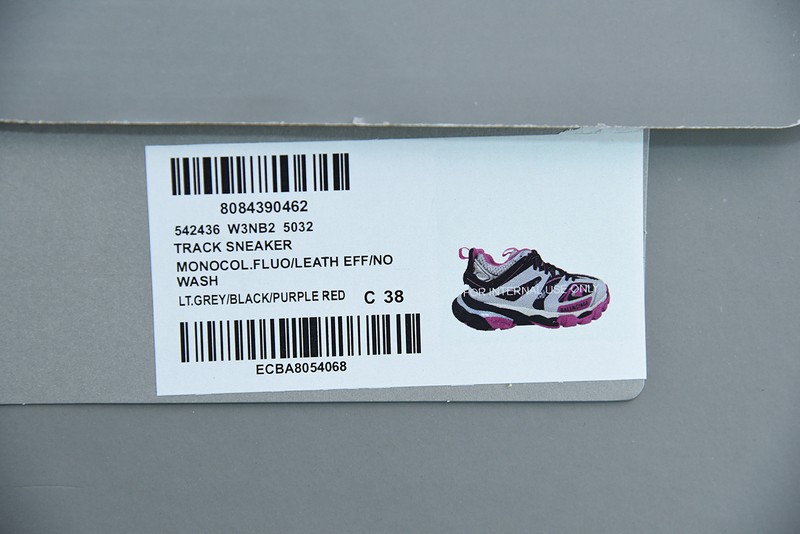 8084390462
542436 W3NB2 5032
TRACK SNEAKER
MONOCOL.FLUO/LEATH EFF/NO
WASH
LT.GREY/BLACK/PURPLE RED C 38
FOR INTERNAL USE ONLY
ECBA8054068